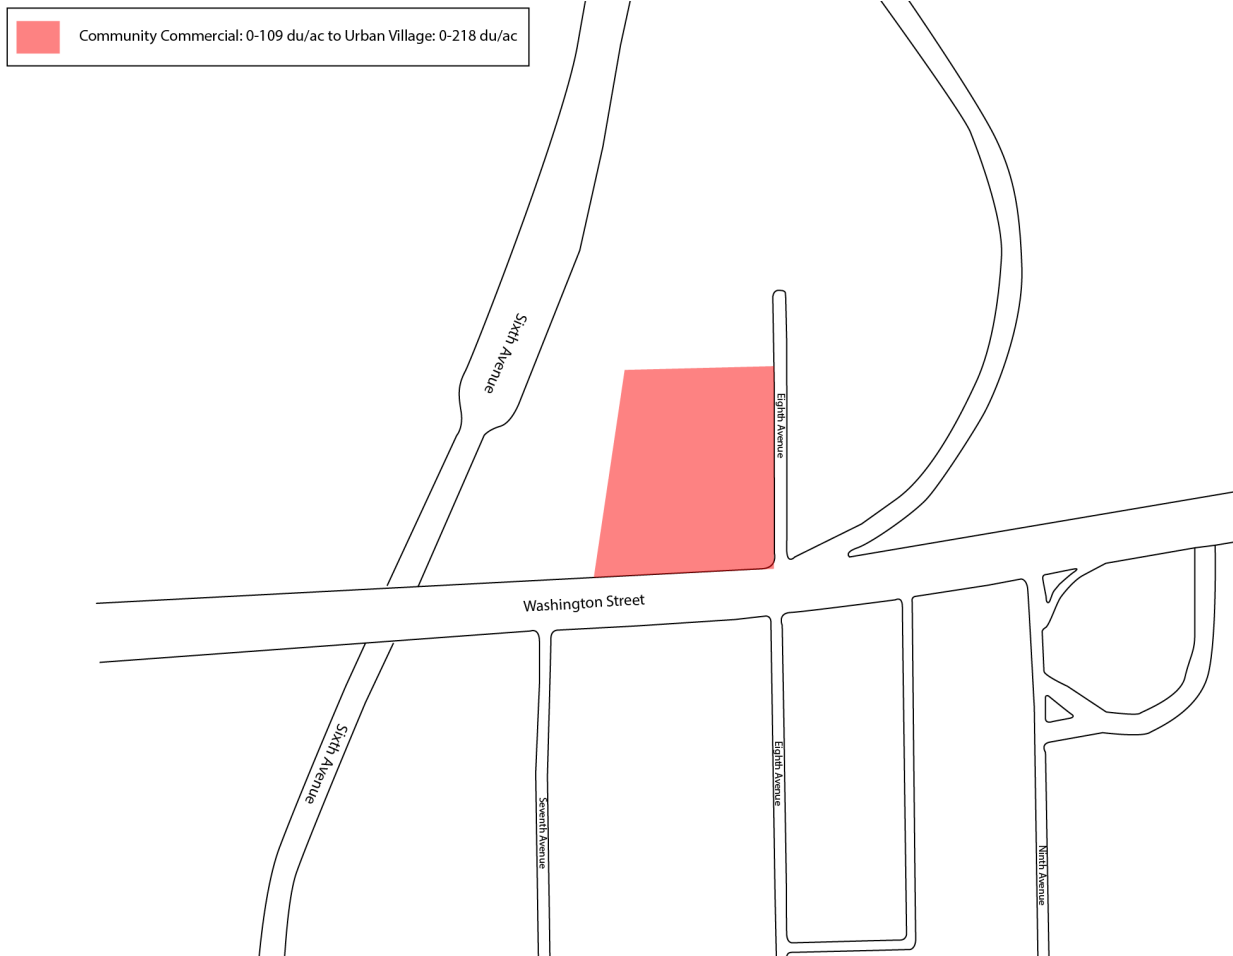 Community Commercial: 0-109 du/ac to Urban Village: 0-218 du/ac
Sixth Avenue
Eighth Avenue
Washington Street
Sixth Avenue
Eighth Avenue
Seventh Avenue
Ninth Avenue